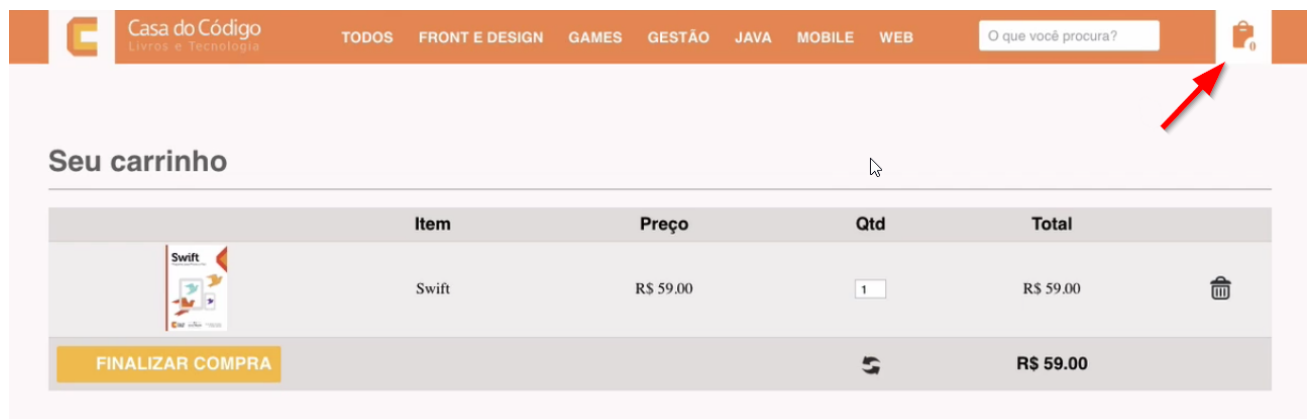 Casa do Código
Livros e Tecnologia
TODOS FRONT E DESIGN GAMES GESTÃO JAVA MOBILE WEB
O que você procura?
0
Seu carrinho
Item Preço Qtd Total
Swift
Swift R$ 59.00 1 R$ 59.00
FINALIZAR COMPRA R$ 59.00